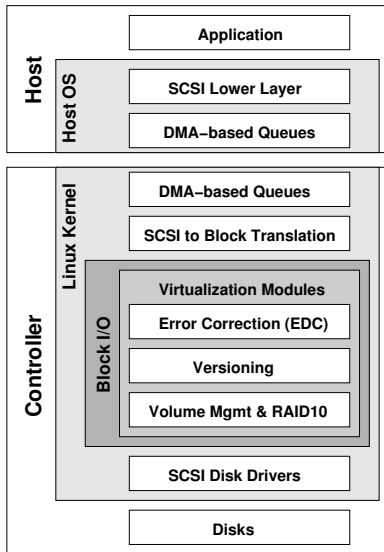 Host
Application
Host OS
SCSI Lower Layer
DMA−based Queues
Controller
Linux Kernel
DMA−based Queues
SCSI to Block Translation
Block I/O
Virtualization Modules
Error Correction (EDC)
Versioning
Volume Mgmt & RAID10
SCSI Disk Drivers
Disks